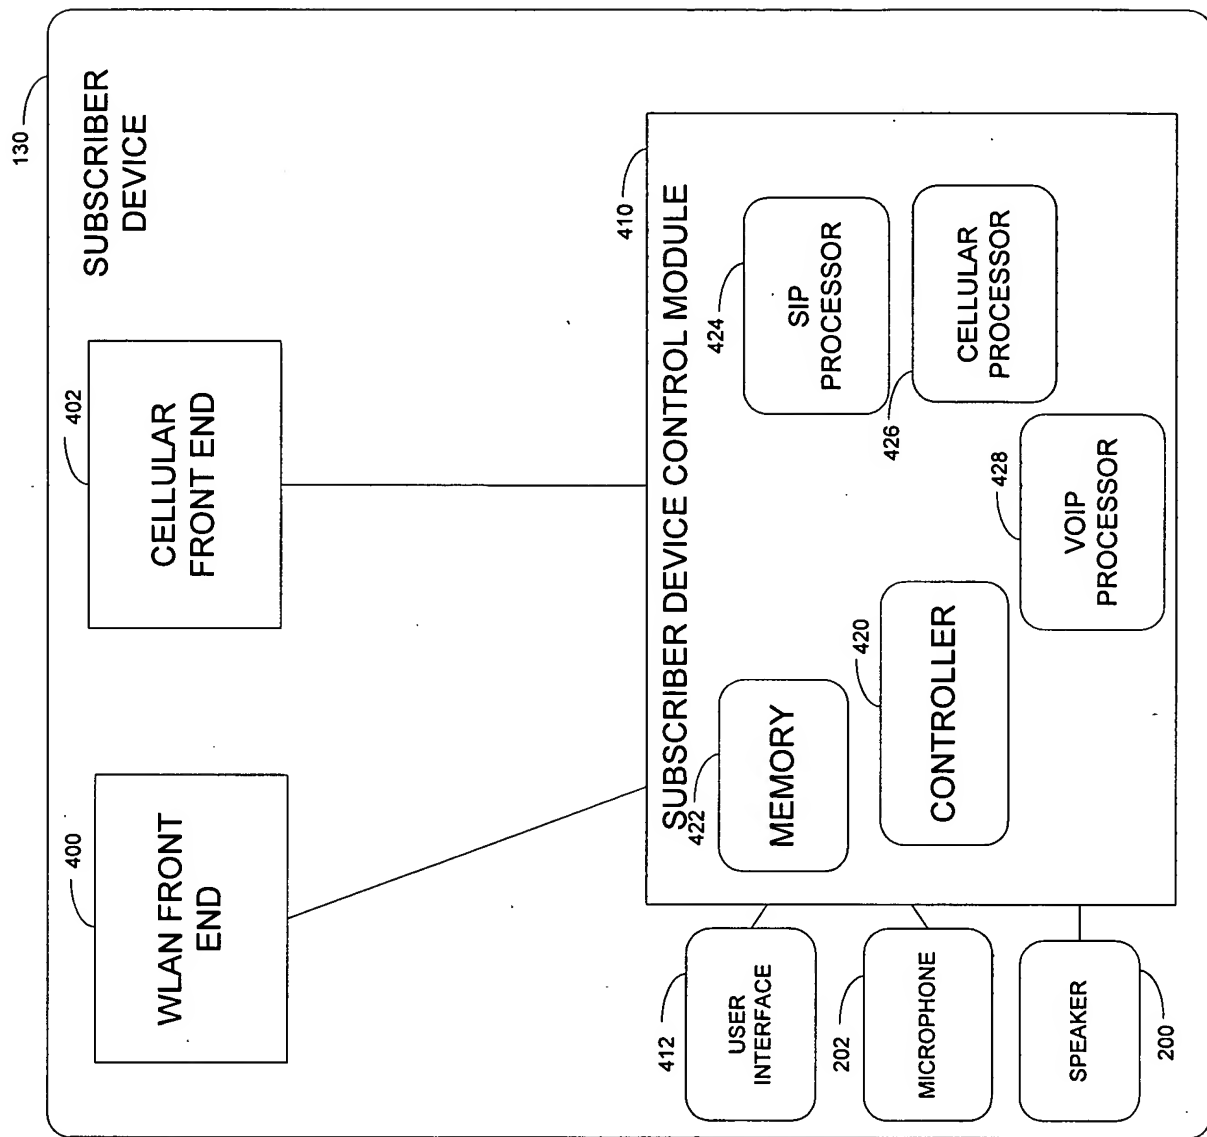 130
SUBSCRIBER
DEVICE
400
WLAN FRONT
END
402
CELLULAR
FRONT END
410
SUBSCRIBER DEVICE CONTROL MODULE
412
USER
INTERFACE
422
MEMORY
424
SIP
PROCESSOR
202
MICROPHONE
420
CONTROLLER
426
CELLULAR
PROCESSOR
SPEAKER
200
428
VOIP
PROCESSOR